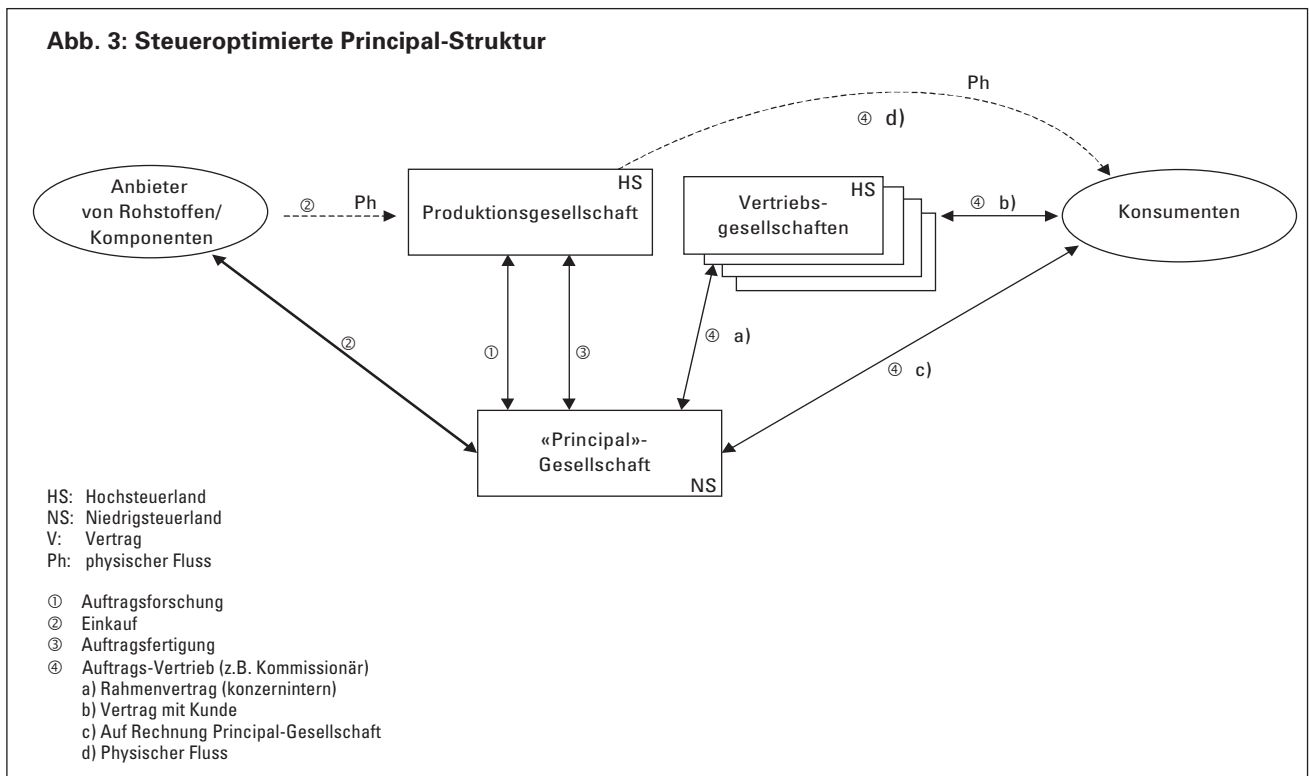 Abb. 3: Steueroptimierte Principal-Struktur
Ph
④ d)
Anbieter
von Rohstoffen/
Komponenten
② Ph
HS
Produktionsgesellschaft
HS
Vertriebs-
gesellschaften
④ b)
Konsumenten
②
①
③
④ a)
④ c)
«Principal»-
Gesellschaft
NS
HS: Hochsteuerland
NS: Niedrigsteuerland
V: Vertrag
Ph: physischer Fluss
① Auftragsforschung
② Einkauf
③ Auftragsfertigung
④ Auftrags-Vertrieb (z.B. Kommissionär)
a) Rahmenvertrag (konzernintern)
b) Vertrag mit Kunde
c) Auf Rechnung Principal-Gesellschaft
d) Physischer Fluss